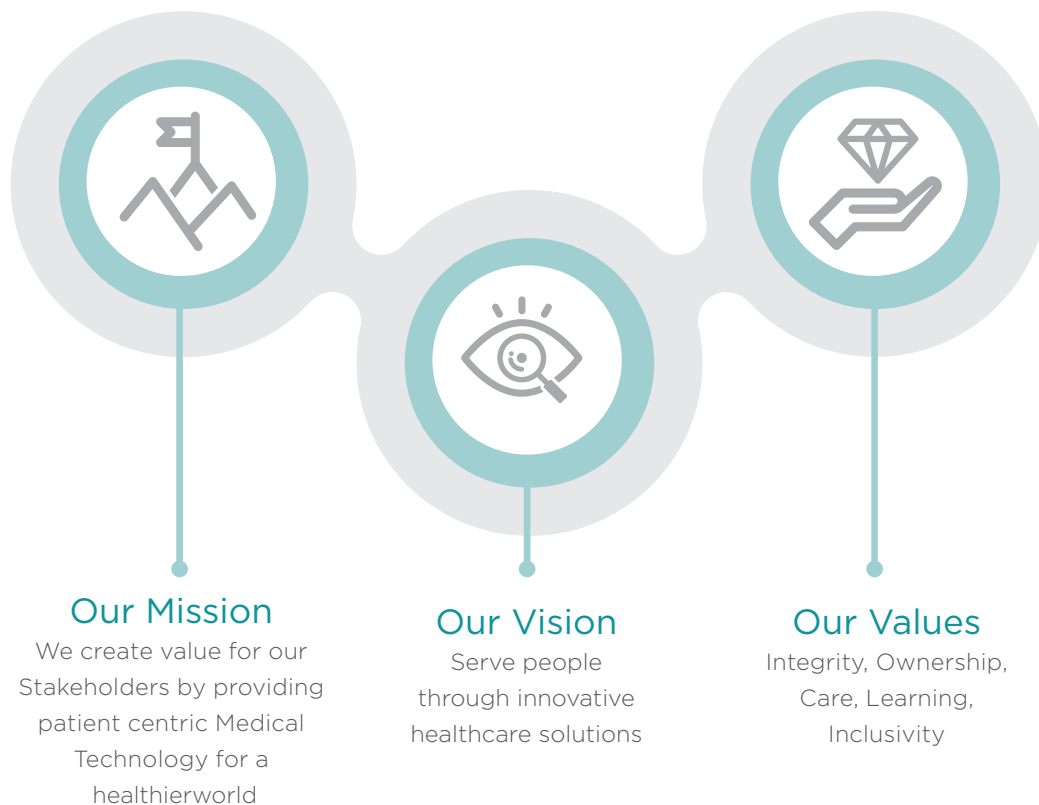 Our Mission
We create value for our
Stakeholders by providing
patient centric Medical
Technology for a
healthierworld
Our Vision
Serve people
through innovative
healthcare solutions
Our Values
Integrity, Ownership,
Care, Learning,
Inclusivity